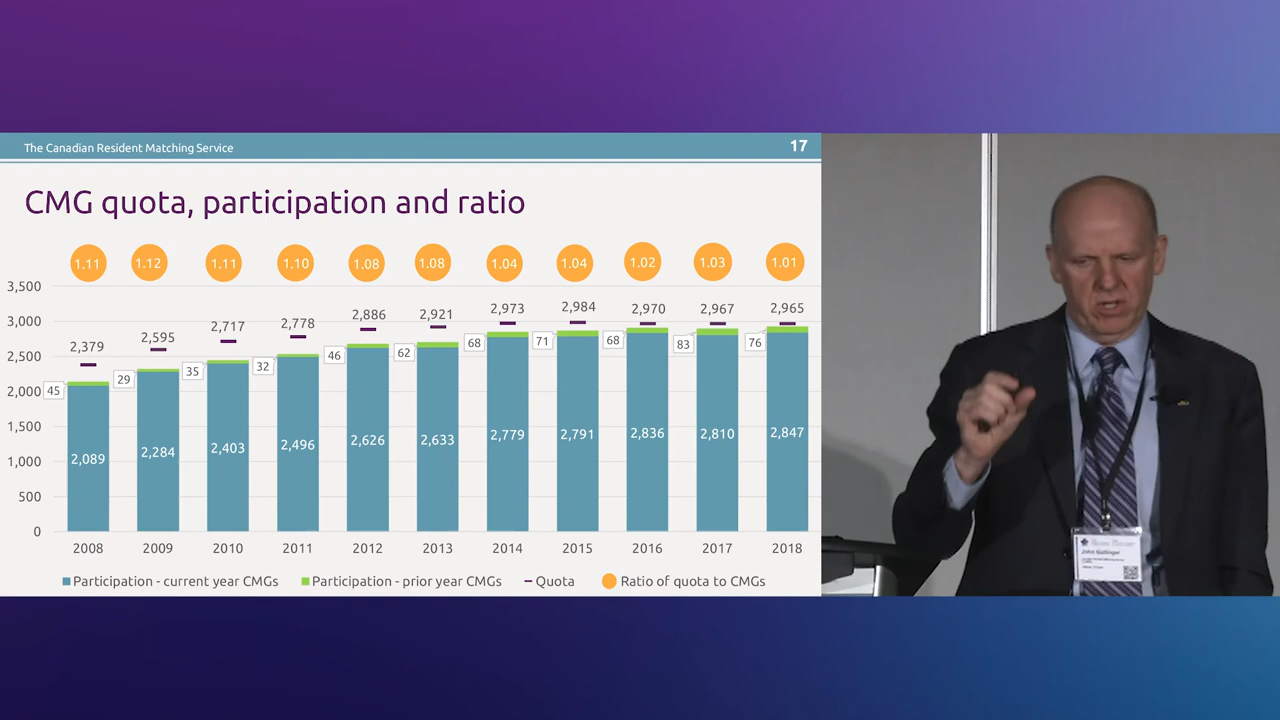 The Canadian Resident Matching Service 17
CMG quota, participation and ratio
1.11 1.12 1.11 1.10 1.08 1.08 1.04 1.04 1.02 1.03 1.01
3,500
3,000
2,500
2,000
1,500
1,000
500
0
2,379 2,595 2,717 2,778 2,886 2,921 2,973 2,984 2,970 2,967 2,965
45 29 35 32 46 62 68 71 68 83 76
2,089 2,284 2,403 2,496 2,626 2,633 2,779 2,791 2,836 2,810 2,847
2008 2009 2010 2011 2012 2013 2014 2015 2016 2017 2018
Participation - current year CMGs Participation - prior year CMGs Quota Ratio of quota to CMGs
John Gallinger